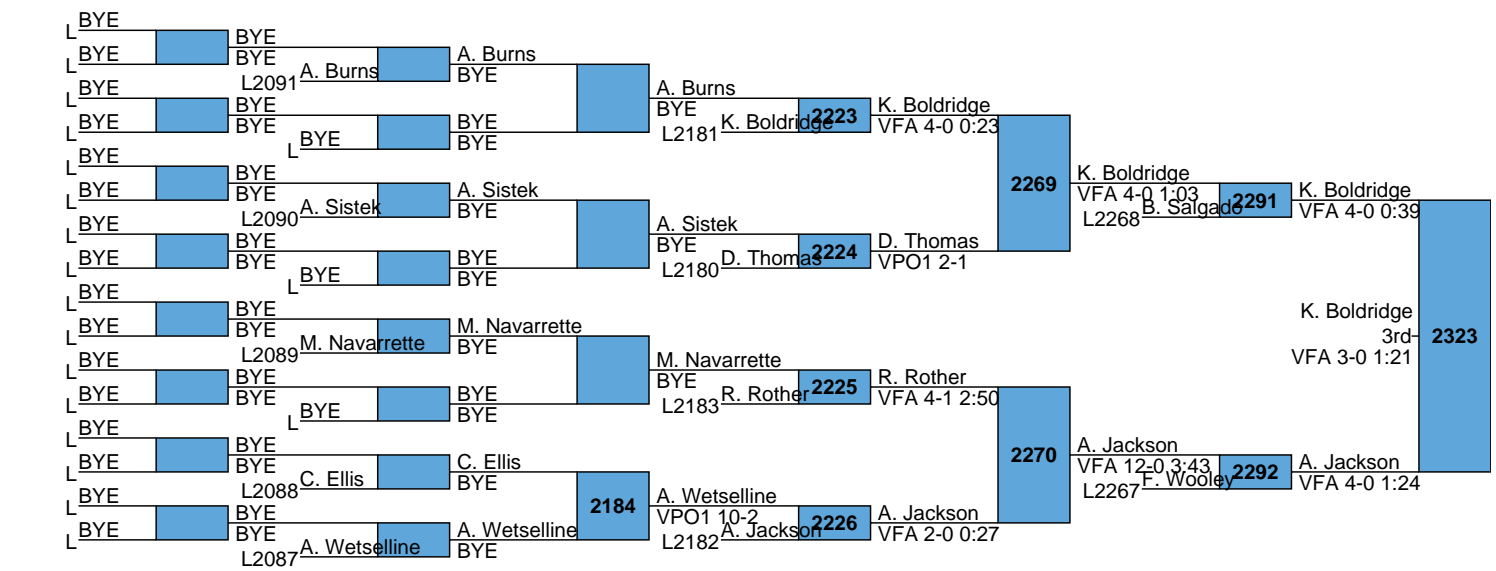 BYE
L
BYE
L
BYE
BYE
L2091
A. Burns
A. Burns
BYE
BYE
L
BYE
L
BYE
BYE
BYE
L
BYE
BYE
A. Burns
BYE
L2181
K. Boldridge
2223
K. Boldridge
VFA 4-0 0:23
BYE
L
BYE
L
BYE
BYE
L2090
A. Sistek
A. Sistek
BYE
BYE
L
BYE
L
BYE
BYE
BYE
L
BYE
BYE
A. Sistek
BYE
L2180
D. Thomas
2224
D. Thomas
VPO1 2-1
2269
K. Boldridge
VFA 4-0 1:03
L2268
B. Salgado
2291
K. Boldridge
VFA 4-0 0:39
BYE
L
BYE
L
BYE
BYE
L2089
M. Navarrette
M. Navarrette
BYE
BYE
L
BYE
L
BYE
BYE
BYE
L
BYE
BYE
M. Navarrette
BYE
L2183
R. Rother
2225
R. Rother
VFA 4-1 2:50
BYE
L
BYE
L
BYE
BYE
L2088
C. Ellis
C. Ellis
BYE
BYE
L
BYE
L
BYE
BYE
L2087
A. Wetselline
A. Wetselline
BYE
2184
A. Wetselline
VPO1 10-2
L2182
A. Jackson
2226
A. Jackson
VFA 2-0 0:27
2270
A. Jackson
VFA 12-0 3:43
L2267
F. Wooley
2292
A. Jackson
VFA 4-0 1:24
K. Boldridge
3rd
VFA 3-0 1:21
2323